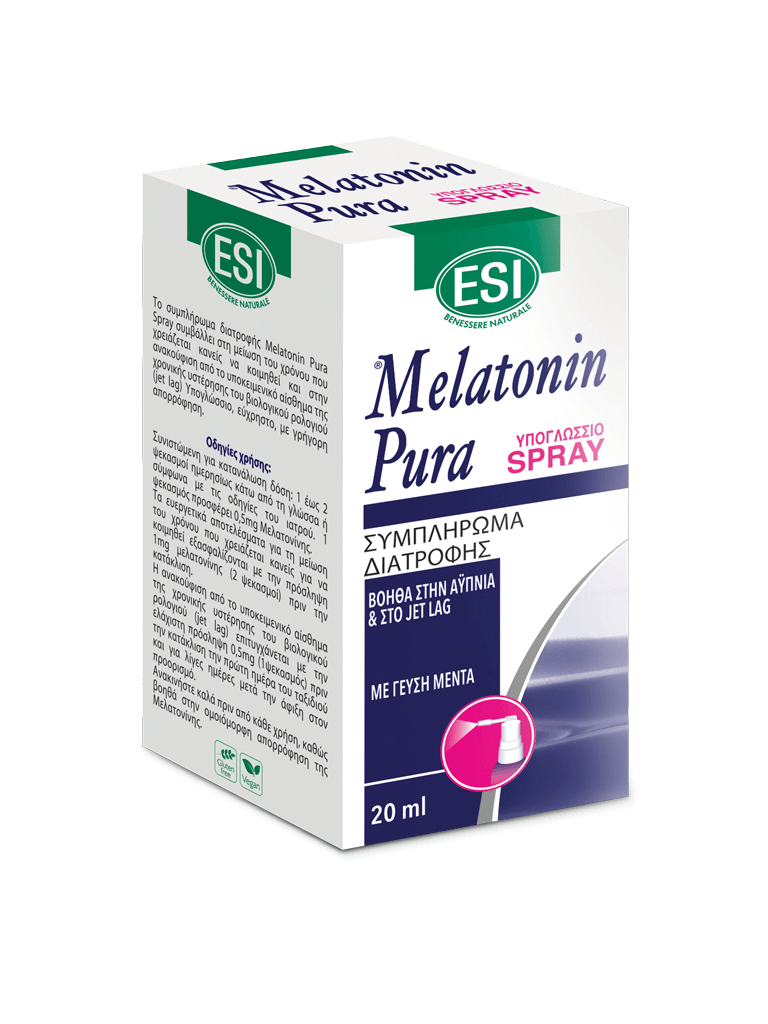 ®Melatonin
Pura
ΥΠΟΓΛΩΣΣΙΟ
SPRAY
ESI
BENESSERE NATURALE
Το συμπλήρωμα διατροφής Melatonin Pura
Spray συμβάλλει στη μείωση του χρόνου που
χρειάζεται κανείς να κοιμηθεί και στην
ανακούφιση από το υποκειμενικό αίσθημα της
χρονικής υστέρησης του βιολογικού ρολογιού
(jet lag) Υπογλώσσιο, εύχρηστο, με γρήγορη
απορρόφηση.
Οδηγίες χρήσης:
Συνιστώμενη για κατανάλωση δόση: 1 έως 2
ψεκασμοί ημερησίως κάτω από τη γλώσσα ή
σύμφωνα με τις οδηγίες του ιατρού. 1
ψεκασμός προσφέρει 0,5mg Μελατονίνης.
Τα ευεργετικά αποτελέσματα για τη μείωση
του χρόνου που χρειάζεται κανείς για να
κοιμηθεί εξασφαλίζονται με την πρόσληψη
1mg μελατονίνης (2 ψεκασμοί) πριν την
κατάκλιση.
Η ανακούφιση από το υποκειμενικό αίσθημα
της χρονικής υστέρησης του βιολογικού
ρολογιού (jet lag) επιτυγχάνεται με την
ελάχιστη πρόσληψη 0,5mg (1ψεκασμός) πριν
την κατάκλιση την πρώτη ημέρα του ταξιδιού
και για λίγες ημέρες μετά την άφιξη στον
προορισμό.
Ανακινήστε καλά πριν από κάθε χρήση, καθώς
βοηθά στην ομοιόμορφη απορρόφηση της
Μελατονίνης.
Gluten
free
Vegan
ESI
BENESSERE NATURALE
®Melatonin
Pura
ΥΠΟΓΛΩΣΣΙΟ
SPRAY
ΣΥΜΠΛΗΡΩΜΑ
ΔΙΑΤΡΟΦΗΣ
ΒΟΗΘΑ ΣΤΗΝ ΑΫΠΝΙΑ
& ΣΤΟ JET LAG
ΜΕ ΓΕΥΣΗ ΜΕΝΤΑ
20 ml